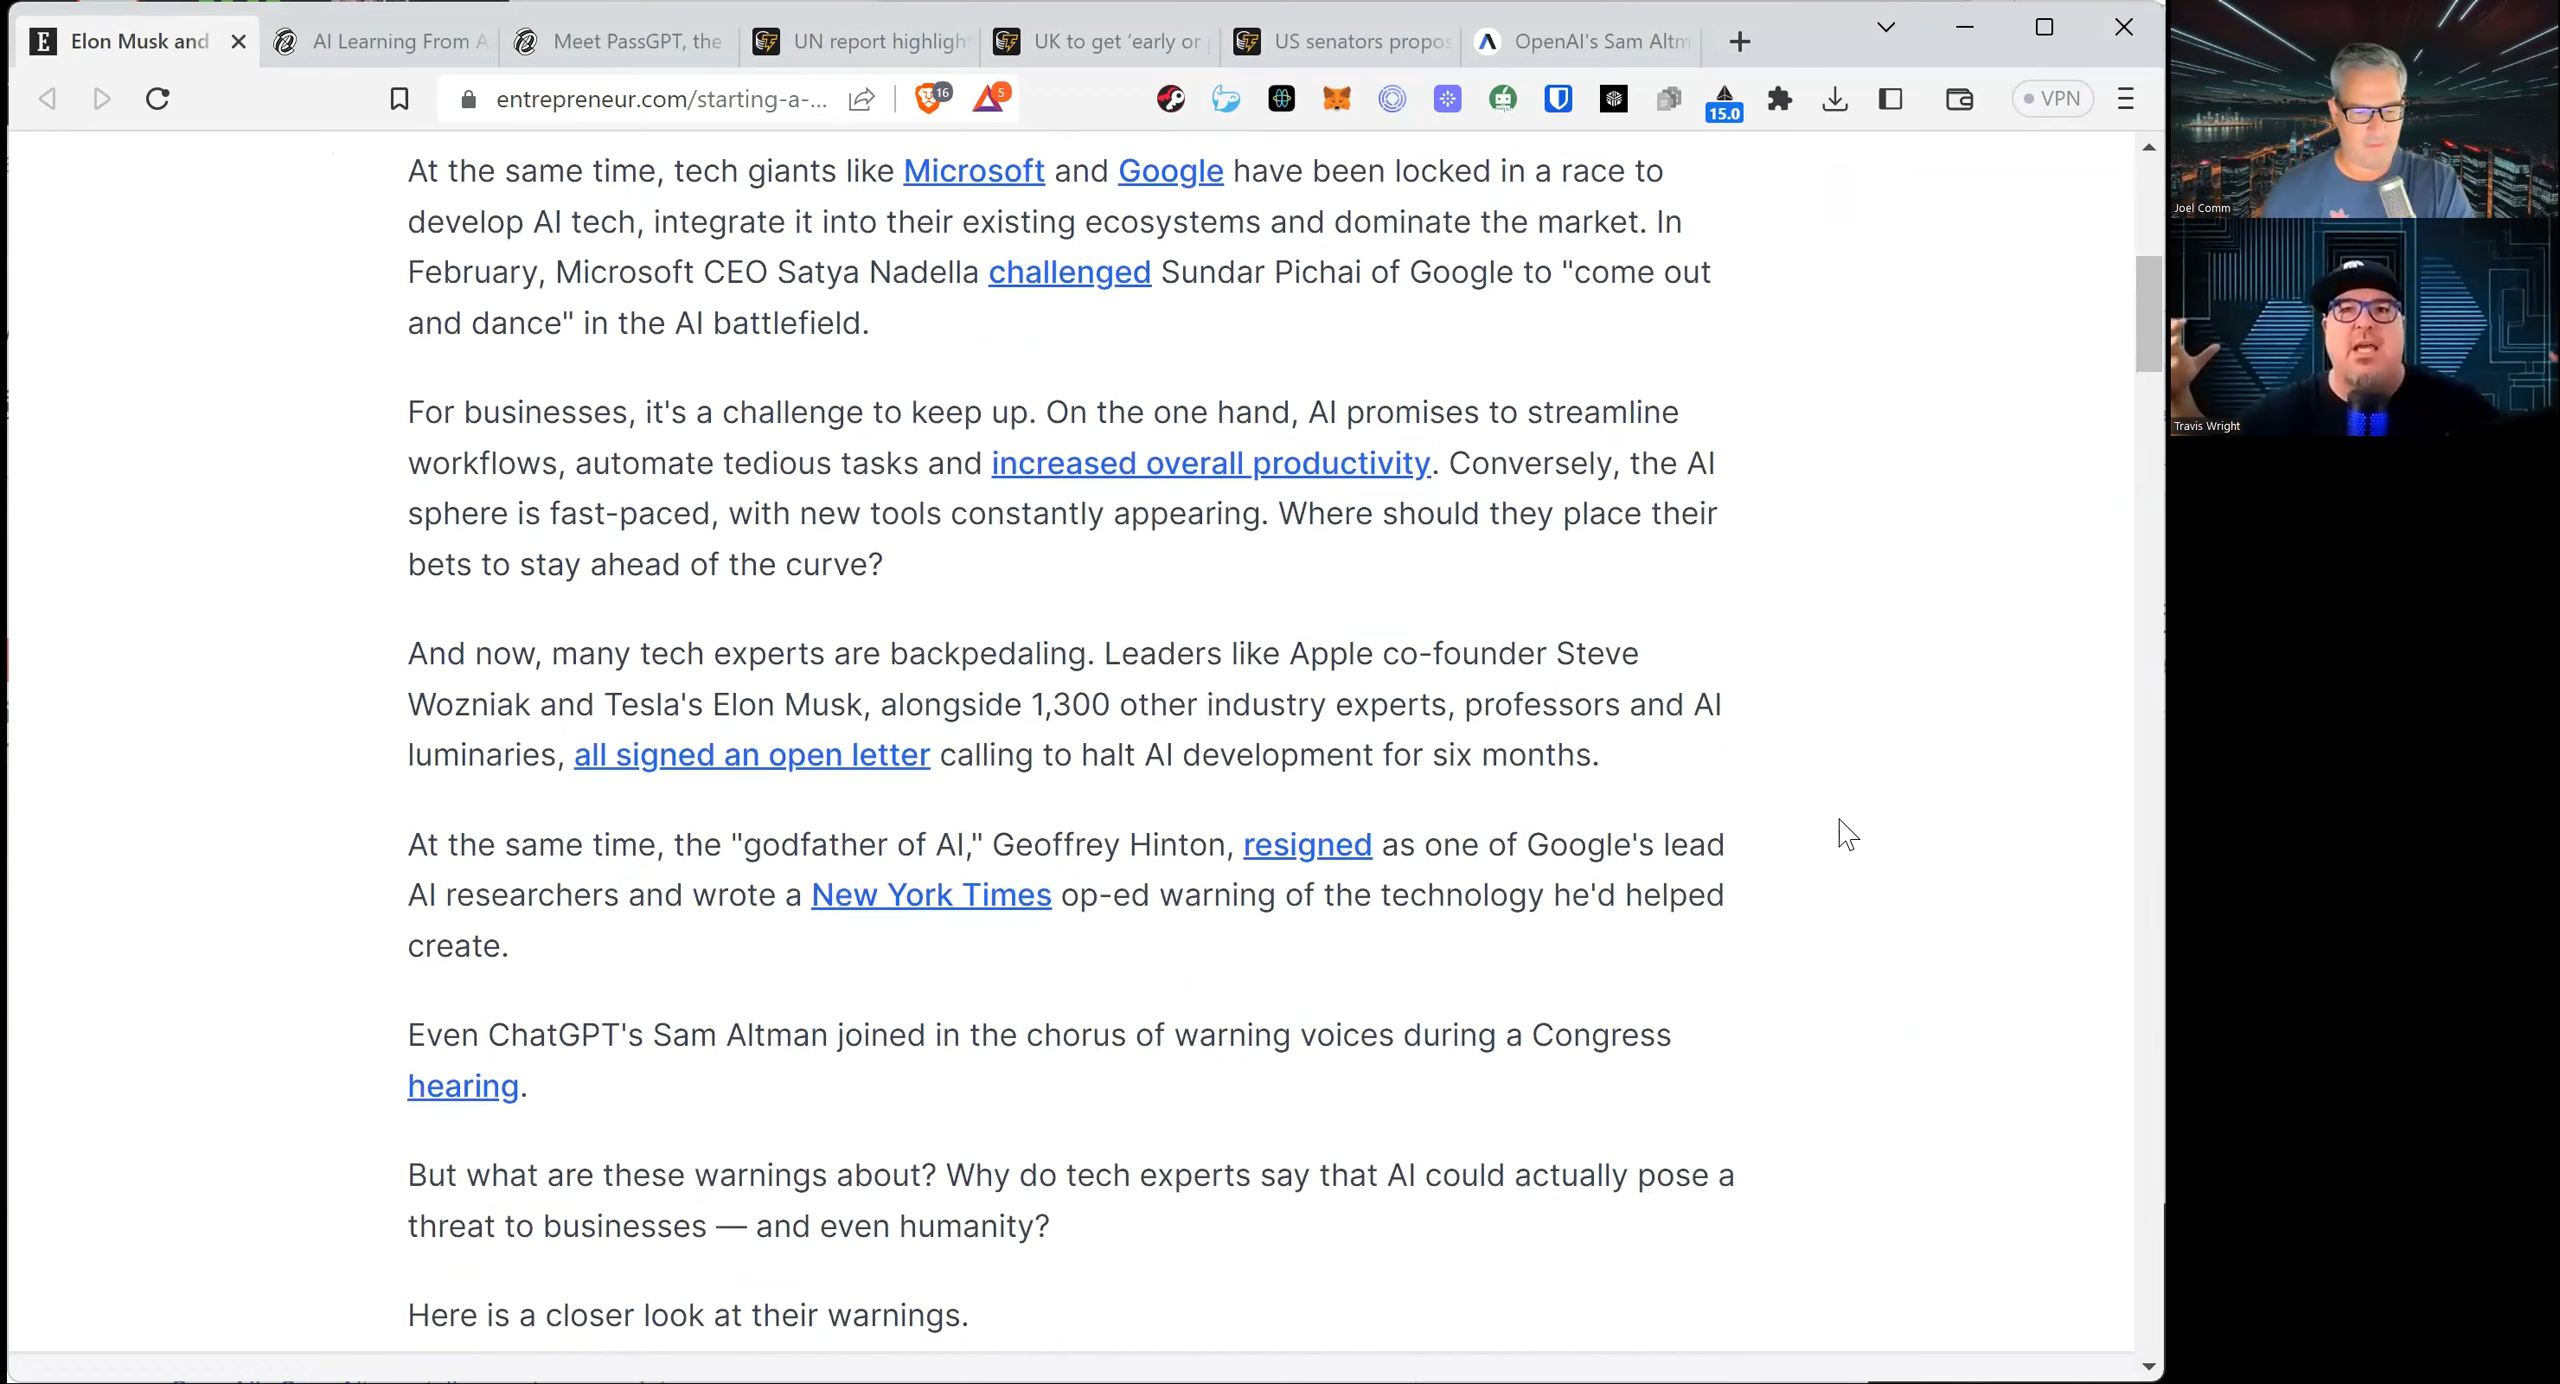 Elon Musk and
AI Learning From A
Meet PassGPT, the
UN report highligh
UK to get 'early or
US senators propos
OpenAI's Sam Altm
entrepreneur.com/starting-a-...
16
5
15.0
VPN
At the same time, tech giants like Microsoft and Google have been locked in a race to
develop AI tech, integrate it into their existing ecosystems and dominate the market. In
February, Microsoft CEO Satya Nadella challenged Sundar Pichai of Google to "come out
and dance" in the AI battlefield.
For businesses, it's a challenge to keep up. On the one hand, AI promises to streamline
workflows, automate tedious tasks and increased overall productivity. Conversely, the AI
sphere is fast-paced, with new tools constantly appearing. Where should they place their
bets to stay ahead of the curve?
And now, many tech experts are backpedaling. Leaders like Apple co-founder Steve
Wozniak and Tesla's Elon Musk, alongside 1,300 other industry experts, professors and AI
luminaries, all signed an open letter calling to halt AI development for six months.
At the same time, the "godfather of AI," Geoffrey Hinton, resigned as one of Google's lead
AI researchers and wrote a New York Times op-ed warning of the technology he'd helped
create.
Even ChatGPT's Sam Altman joined in the chorus of warning voices during a Congress
hearing.
But what are these warnings about? Why do tech experts say that AI could actually pose a
threat to businesses — and even humanity?
Here is a closer look at their warnings.
Joel Comm
Travis Wright